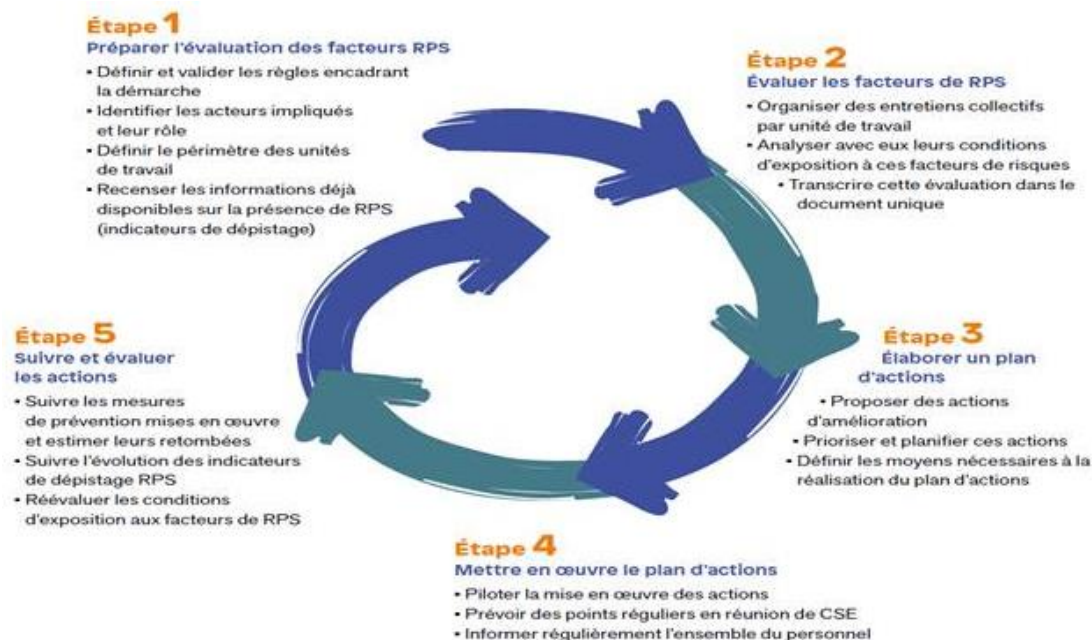 Étape 1
Préparer l'évaluation des facteurs RPS
• Définir et valider les règles encadrant
la démarche
• Identifier les acteurs impliqués
et leur rôle
• Définir le périmètre des unités
de travail
• Recenser les informations déjà
disponibles sur la présence de RPS
(indicateurs de dépistage)
Étape 2
Évaluer les facteurs de RPS
• Organiser des entretiens collectifs
par unité de travail
• Analyser avec eux leurs conditions
d'exposition à ces facteurs de risques
• Transcrire cette évaluation dans le
document unique
Étape 3
Élaborer un plan
d'actions
• Proposer des actions
d'amélioration
• Prioriser et planifier ces actions
• Définir les moyens nécessaires à la
réalisation du plan d'actions
Étape 4
Mettre en œuvre le plan d'actions
• Piloter la mise en œuvre des actions
• Prévoir des points réguliers en réunion de CSE
• Informer régulièrement l'ensemble du personnel
Étape 5
Suivre et évaluer
les actions
• Suivre les mesures
de prévention mises en œuvre
et estimer leurs retombées
• Suivre l'évolution des indicateurs
de dépistage RPS
• Réévaluer les conditions
d'exposition aux facteurs de RPS